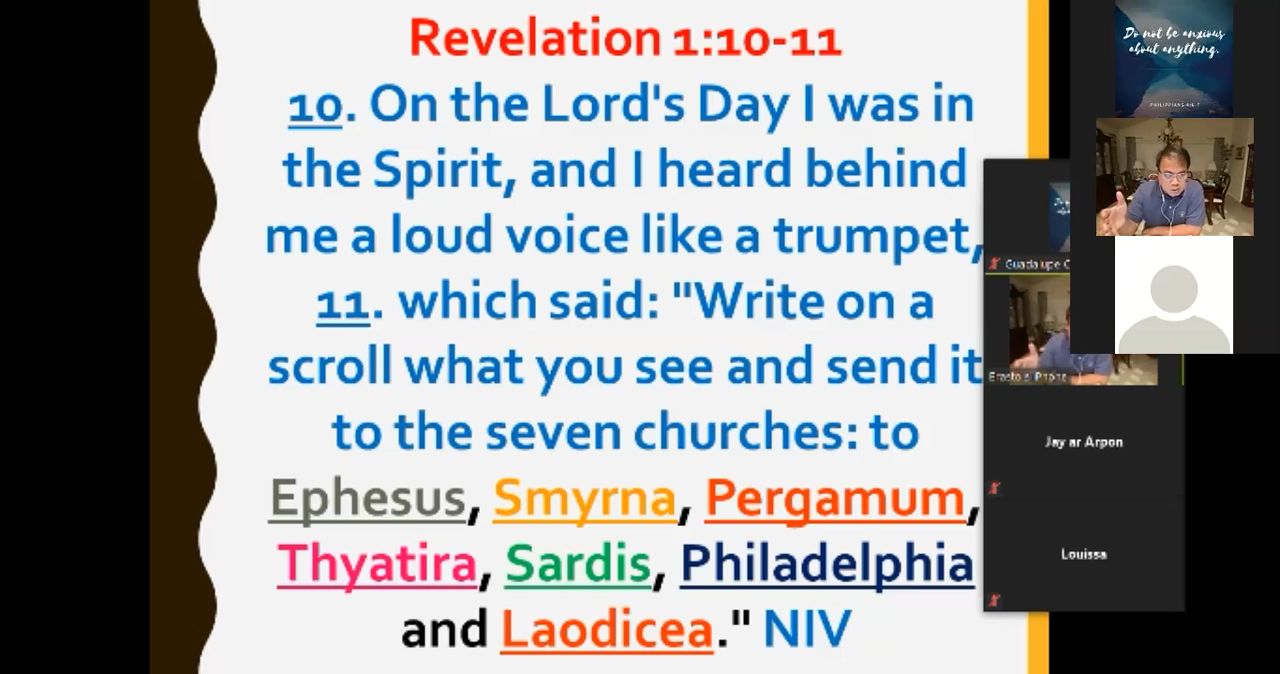 Revelation 1:10-11
10. On the Lord's Day I was in
the Spirit, and I heard behind
me a loud voice like a trumpet,
11. which said: "Write on a
scroll what you see and send it
to the seven churches: to
Ephesus, Smyrna, Pergamum,
Thyatira, Sardis, Philadelphia
and Laodicea." NIV
Do not be anxious
about anything.
Guadalupe
Jay ar Arpon
Louissa